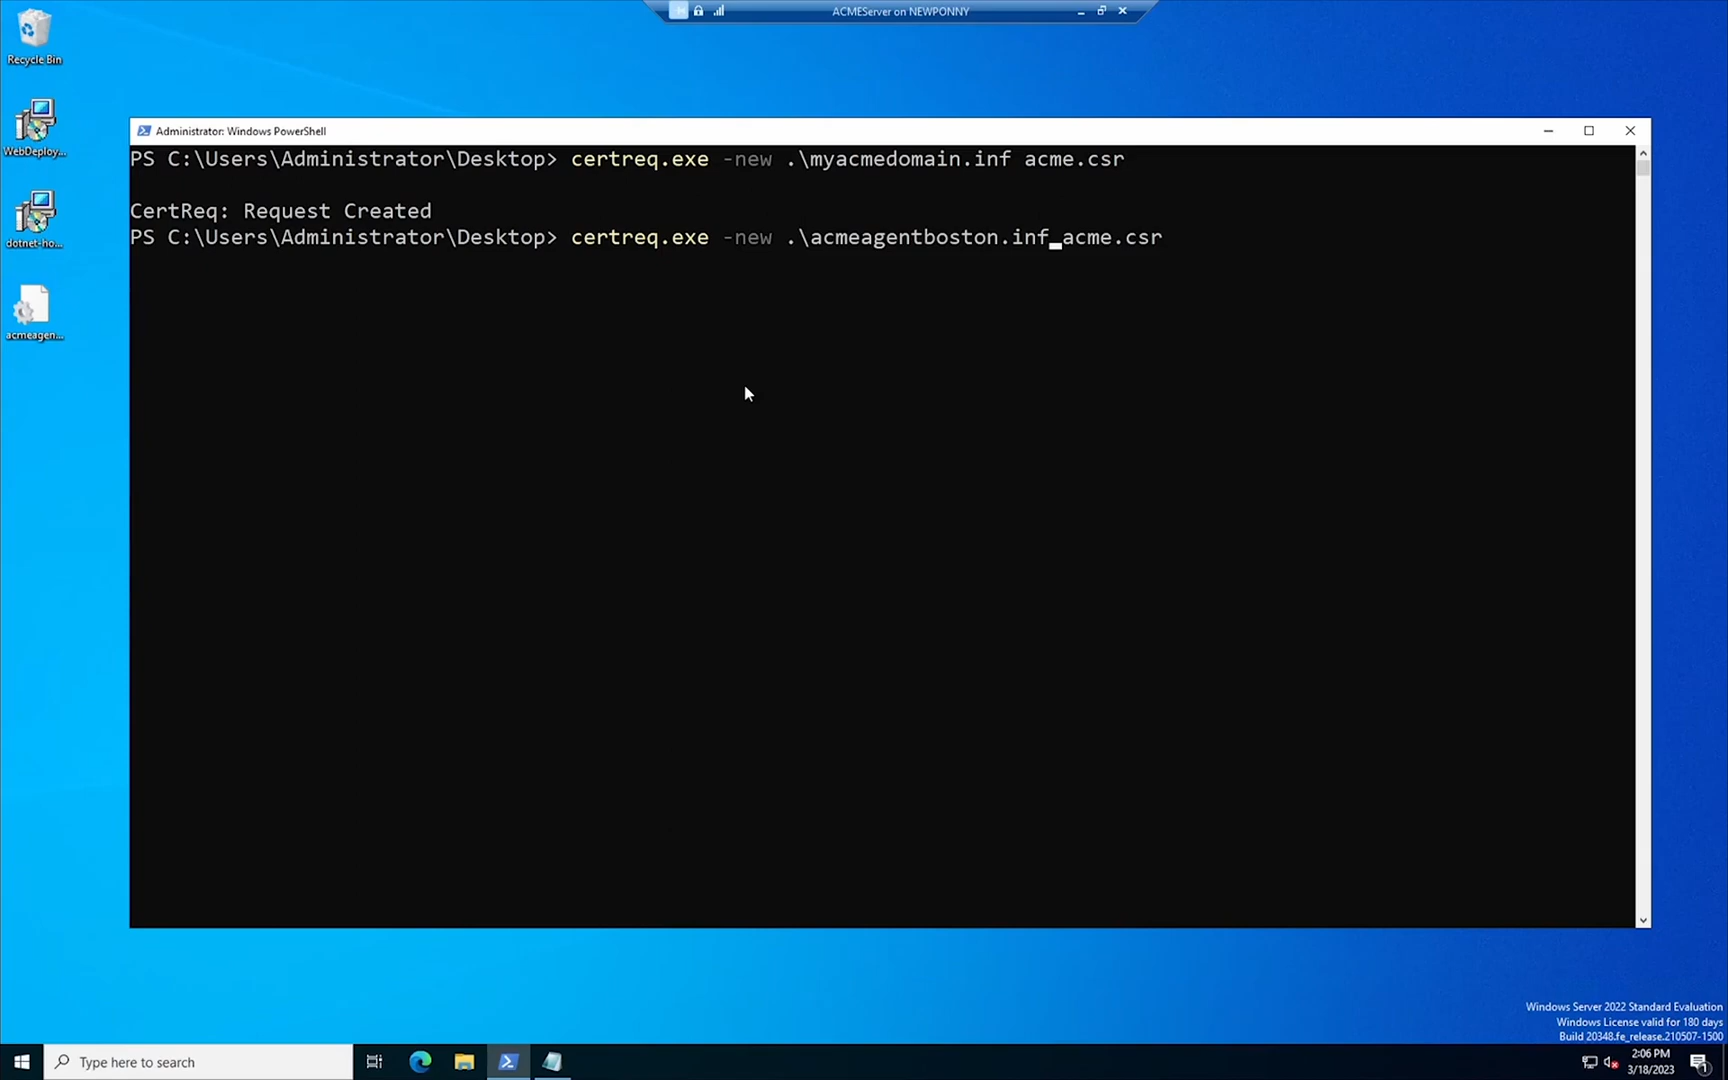 ACMEServer on NEWPONNY
Recycle Bin
WebDeploy...
dotnet-ho...
acmeagen...
Administrator: Windows PowerShell
PS C:\Users\Administrator\Desktop> certreq.exe -new .\myacmedomain.inf acme.csr
CertReq: Request Created
PS C:\Users\Administrator\Desktop> certreq.exe -new .\acmeagentboston.inf acme.csr
Windows Server 2022 Standard Evaluation
Windows License valid for 180 days
Build 20348.fe_release.210507-1500
Type here to search
2:06 PM
3/18/2023
1